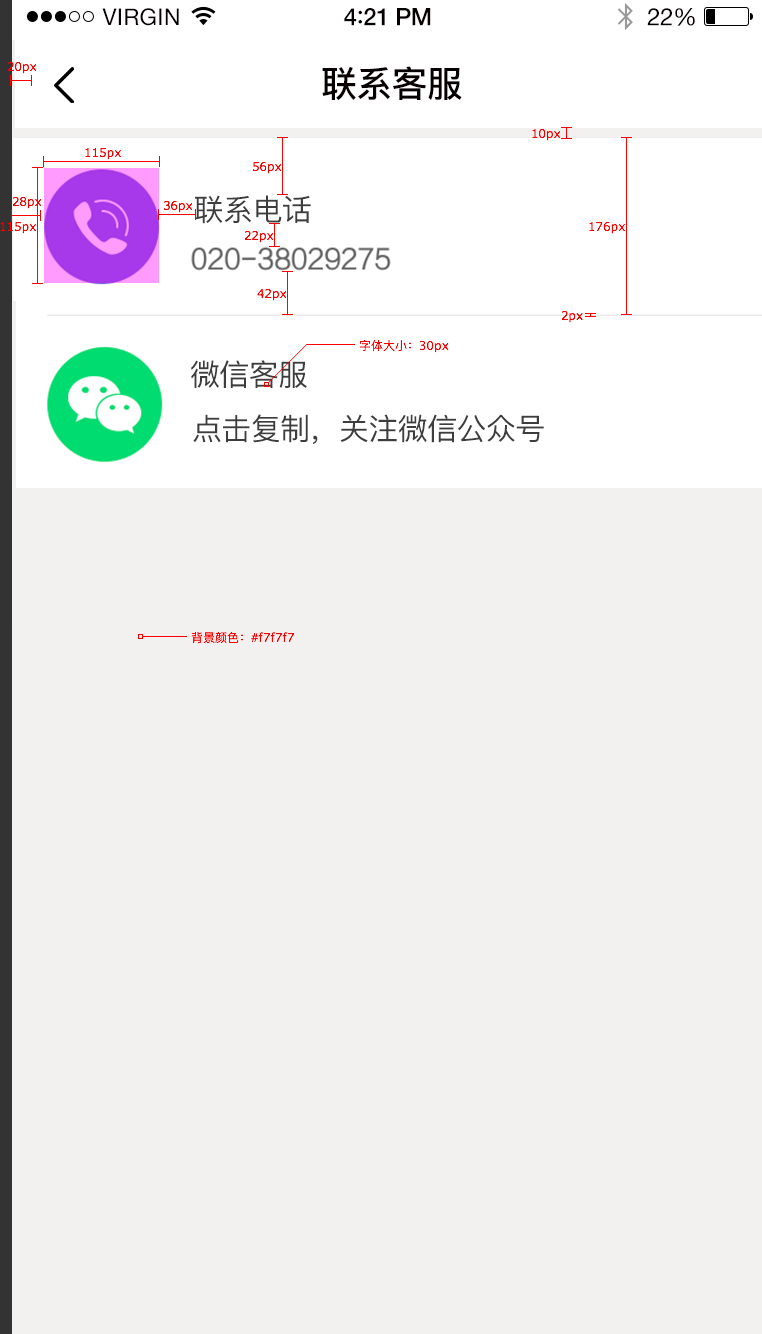 VIRGIN 4:21 PM 22%
20px
联系客服
10px
115px
56px
28px
36px
联系电话
115px
176px
22px
020-38029275
42px
2px
字体大小：30px
微信客服
点击复制，关注微信公众号
背景颜色：#f7f7f7